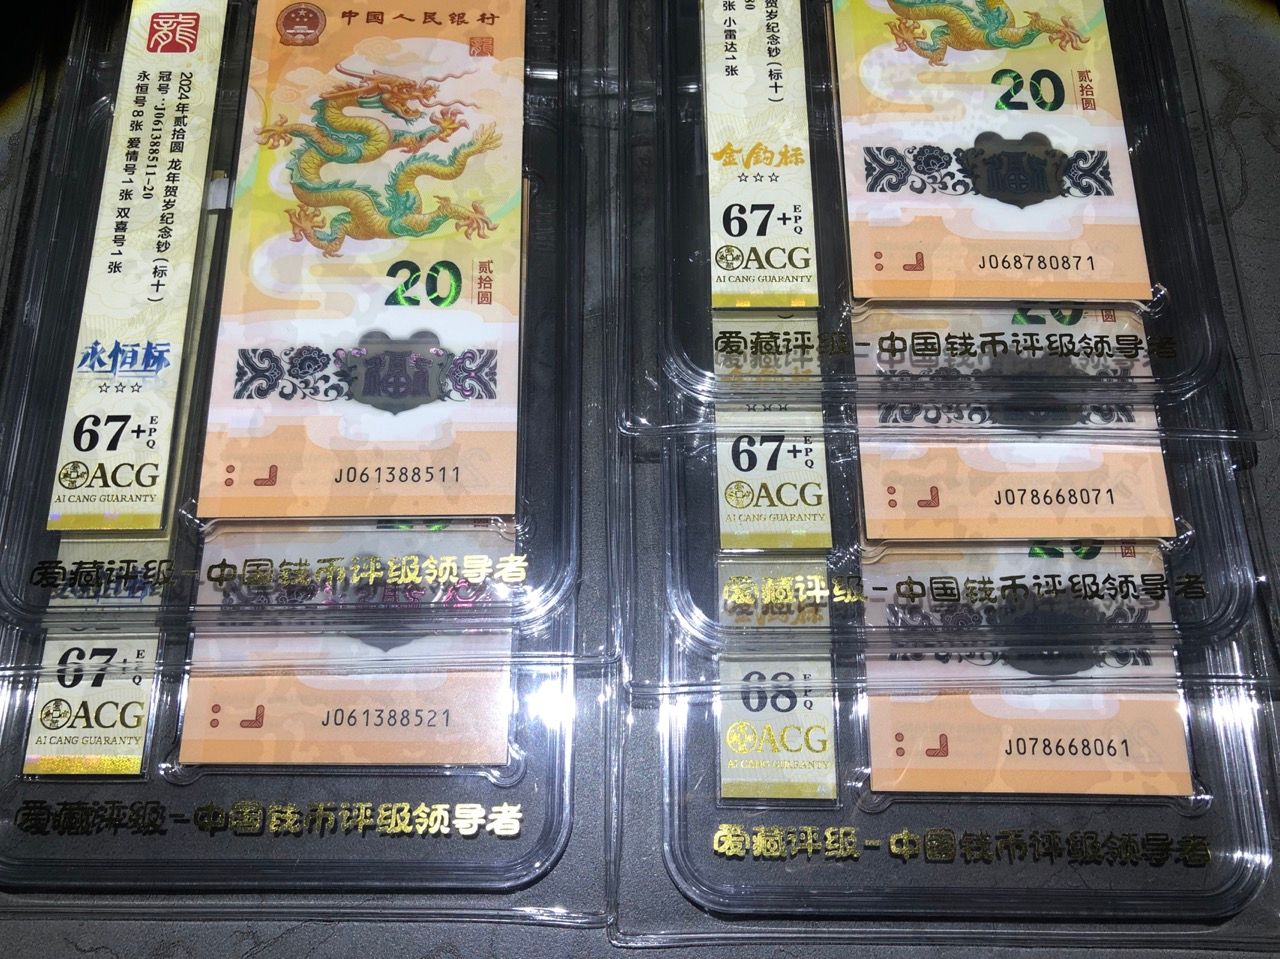 龍
2024年贰拾圆 龙年贺岁纪念钞(标十)
冠号:J061388511-20
永恒号8张 爱情号1张 双喜号1张
永恒标
☆☆☆
67+EPQ
ACG
AI CANG GUARANTY
中国人民银行
20
贰拾圆
福
J061388511
爱藏评级-中国钱币评级领导者
67+EPQ
ACG
AI CANG GUARANTY
J061388521
爱藏评级-中国钱币评级领导者
贺岁纪念钞(标十)
张 小雷达1张
金钧标
☆☆☆
67+EPQ
ACG
AI CANG GUARANTY
20
贰拾圆
福
J068780871
爱藏评级-中国钱币评级领导者
20
圆
67+EPQ
ACG
AI CANG GUARANTY
J078668071
爱藏评级-中国钱币评级领导者
20
圆
68EPQ
ACG
AI CANG GUARANTY
J078668061
爱藏评级-中国钱币评级领导者